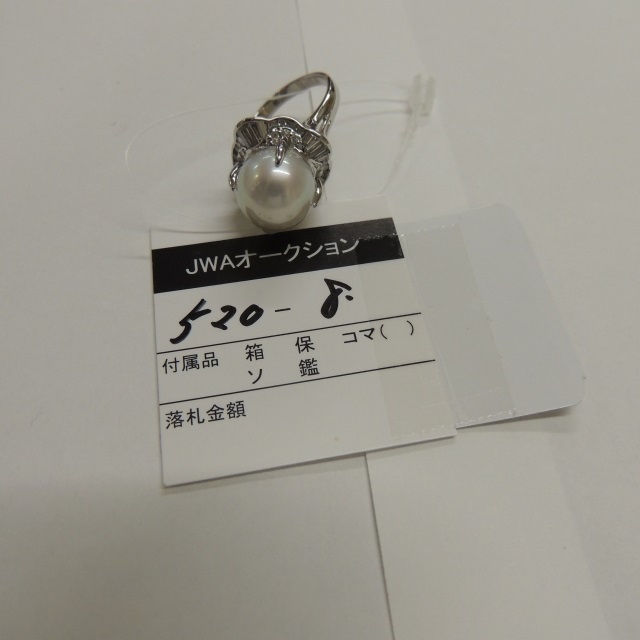 JWAオークション
520-8.
付属品 箱 保 コマ( )
ソ 鑑
落札金額